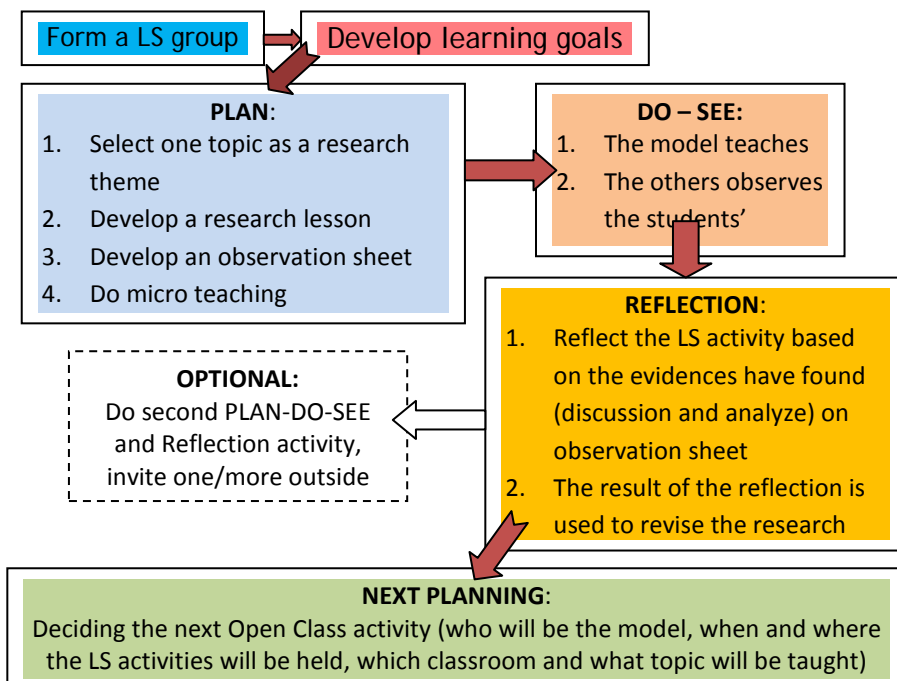 Form a LS group
Develop learning goals
PLAN:
1. Select one topic as a research
theme
2. Develop a research lesson
3. Develop an observation sheet
4. Do micro teaching
DO – SEE:
1. The model teaches
2. The others observes
the students’
REFLECTION:
1. Reflect the LS activity based
on the evidences have found
(discussion and analyze) on
observation sheet
2. The result of the reflection is
used to revise the research
OPTIONAL:
Do second PLAN-DO-SEE
and Reflection activity,
invite one/more outside
NEXT PLANNING:
Deciding the next Open Class activity (who will be the model, when and where
the LS activities will be held, which classroom and what topic will be taught)